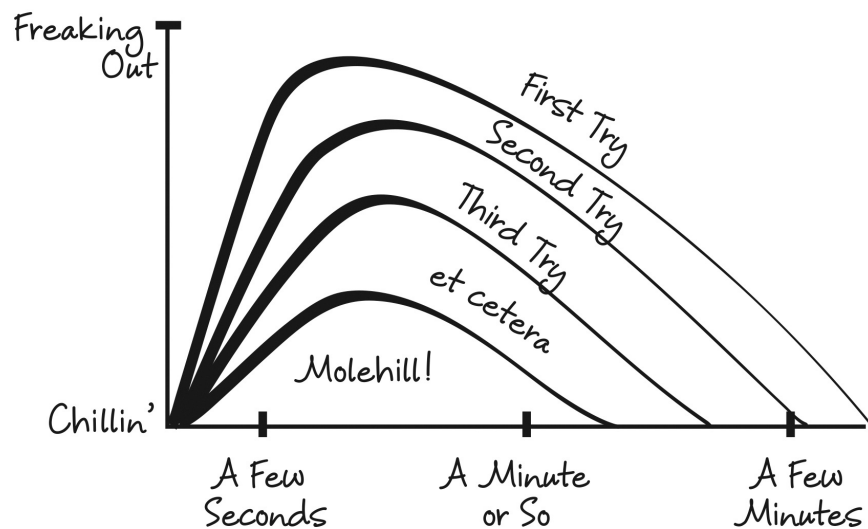 Freaking
Out
First Try
Second Try
Third Try
et cetera
Molehill!
Chillin'
A Few
Seconds
A Minute
or So
A Few
Minutes